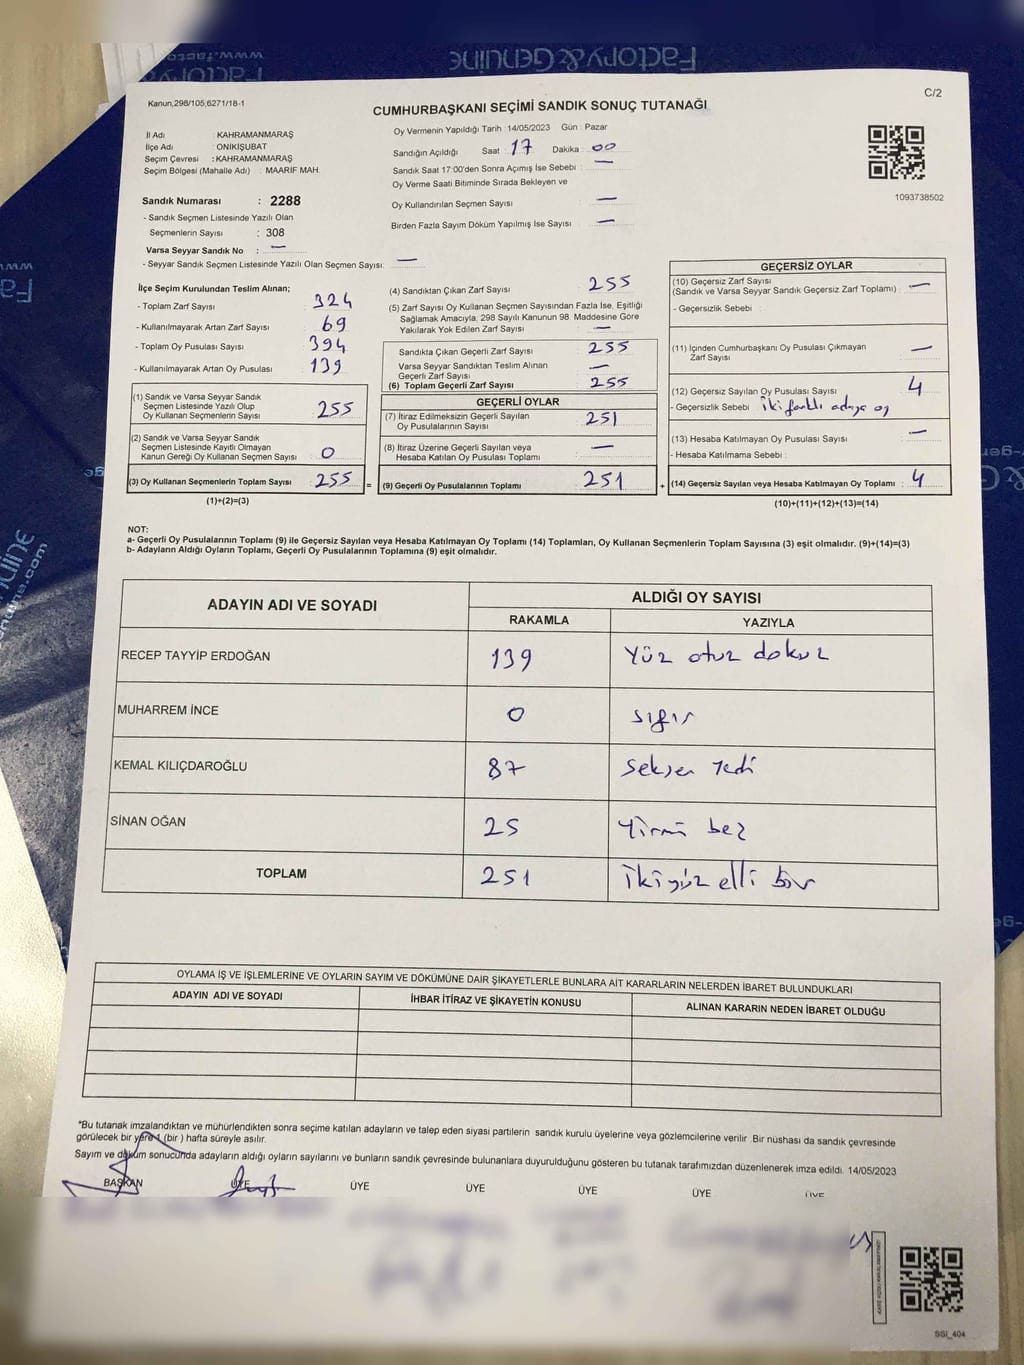 Factory&Genuine
www.facto
Factory
www
Kanun,298/105,6271/18-1
C/2
CUMHURBAŞKANI SEÇİMİ SANDIK SONUÇ TUTANAĞI
İl Adı : KAHRAMANMARAŞ
İlçe Adı : ONİKİŞUBAT
Seçim Çevresi : KAHRAMANMARAŞ
Seçim Bölgesi (Mahalle Adı) : MAARİF MAH.
Oy Vermenin Yapıldığı Tarih : 14/05/2023 Gün : Pazar
Sandığın Açıldığı Saat : 17 Dakika : 00
Sandık Saat 17:00'den Sonra Açımış İse Sebebi : —
Oy Verme Saati Bitiminde Sırada Bekleyen ve
Oy Kullandırılan Seçmen Sayısı : —
Birden Fazla Sayım Döküm Yapılmış İse Sayısı : —
1093738502
Sandık Numarası : 2288
- Sandık Seçmen Listesinde Yazılı Olan
Seçmenlerin Sayısı : 308
Varsa Seyyar Sandık No : —
- Seyyar Sandık Seçmen Listesinde Yazılı Olan Seçmen Sayısı: —
İlçe Seçim Kurulundan Teslim Alınan;
- Toplam Zarf Sayısı 324
- Kullanılmayarak Artan Zarf Sayısı 69
- Toplam Oy Pusulası Sayısı 394
- Kullanılmayarak Artan Oy Pusulası 139
(1) Sandık ve Varsa Seyyar Sandık
Seçmen Listesinde Yazılı Olup
Oy Kullanan Seçmenlerin Sayısı 255
(2) Sandık ve Varsa Seyyar Sandık
Seçmen Listesinde Kayıtlı Olmayan
Kanun Gereği Oy Kullanan Seçmen Sayısı 0
(3) Oy Kullanan Seçmenlerin Toplam Sayısı 255 =
(1)+(2)=(3)
(4) Sandıktan Çıkan Zarf Sayısı 255
(5) Zarf Sayısı Oy Kullanan Seçmen Sayısından Fazla İse, Eşitliği
Sağlamak Amacıyla, 298 Sayılı Kanunun 98. Maddesine Göre
Yakılarak Yok Edilen Zarf Sayısı —
Sandıkta Çıkan Geçerli Zarf Sayısı 255
Varsa Seyyar Sandıktan Teslim Alınan
Geçerli Zarf Sayısı —
(6) Toplam Geçerli Zarf Sayısı 255
GEÇERLİ OYLAR
(7) İtiraz Edilmeksizin Geçerli Sayılan
Oy Pusulalarının Sayısı 251
(8) İtiraz Üzerine Geçerli Sayılan veya
Hesaba Katılan Oy Pusulası Toplamı —
(9) Geçerli Oy Pusulalarının Toplamı 251 +
GEÇERSİZ OYLAR
(10) Geçersiz Zarf Sayısı
(Sandık ve Varsa Seyyar Sandık Geçersiz Zarf Toplamı) : —
- Geçersizlik Sebebi :
(11) İçinden Cumhurbaşkanı Oy Pusulası Çıkmayan
Zarf Sayısı —
(12) Geçersiz Sayılan Oy Pusulası Sayısı 4
- Geçersizlik Sebebi : İki farklı adaya oy
(13) Hesaba Katılmayan Oy Pusulası Sayısı : —
- Hesaba Katılmama Sebebi :
(14) Geçersiz Sayılan veya Hesaba Katılmayan Oy Toplamı : 4
(10)+(11)+(12)+(13)=(14)
NOT:
a- Geçerli Oy Pusulalarının Toplamı (9) ile Geçersiz Sayılan veya Hesaba Katılmayan Oy Toplamı (14) Toplamları, Oy Kullanan Seçmenlerin Toplam Sayısına (3) eşit olmalıdır. (9)+(14)=(3)
b- Adayların Aldığı Oyların Toplamı, Geçerli Oy Pusulalarının Toplamına (9) eşit olmalıdır.
ADAYIN ADI VE SOYADI
ALDIĞI OY SAYISI
RAKAMLA YAZIYLA
RECEP TAYYİP ERDOĞAN 139 Yüz otuz dokuz
MUHARREM İNCE 0 sıfır
KEMAL KILIÇDAROĞLU 87 Seksen Yedi
SİNAN OĞAN 25 Yirmi beş
TOPLAM 251 İkiyüz elli bir
OYLAMA İŞ VE İŞLEMLERİNE VE OYLARIN SAYIM VE DÖKÜMÜNE DAİR ŞİKAYETLERLE BUNLARA AİT KARARLARIN NELERDEN İBARET BULUNDUKLARI
ADAYIN ADI VE SOYADI İHBAR İTİRAZ VE ŞİKAYETİN KONUSU ALINAN KARARIN NEDEN İBARET OLDUĞU
*Bu tutanak imzalandıktan ve mühürlendikten sonra seçime katılan adayların ve talep eden siyasi partilerin sandık kurulu üyelerine veya gözlemcilerine verilir. Bir nüshası da sandık çevresinde
görülecek bir yere 1 (bir ) hafta süreyle asılır.
Sayım ve döküm sonucunda adayların aldığı oyların sayılarını ve bunların sandık çevresinde bulunanlara duyurulduğunu gösteren bu tutanak tarafımızdan düzenlenerek imza edildi. 14/05/2023
BAŞKAN ÜYE ÜYE ÜYE ÜYE ÜYE ÜYE
SSI_404